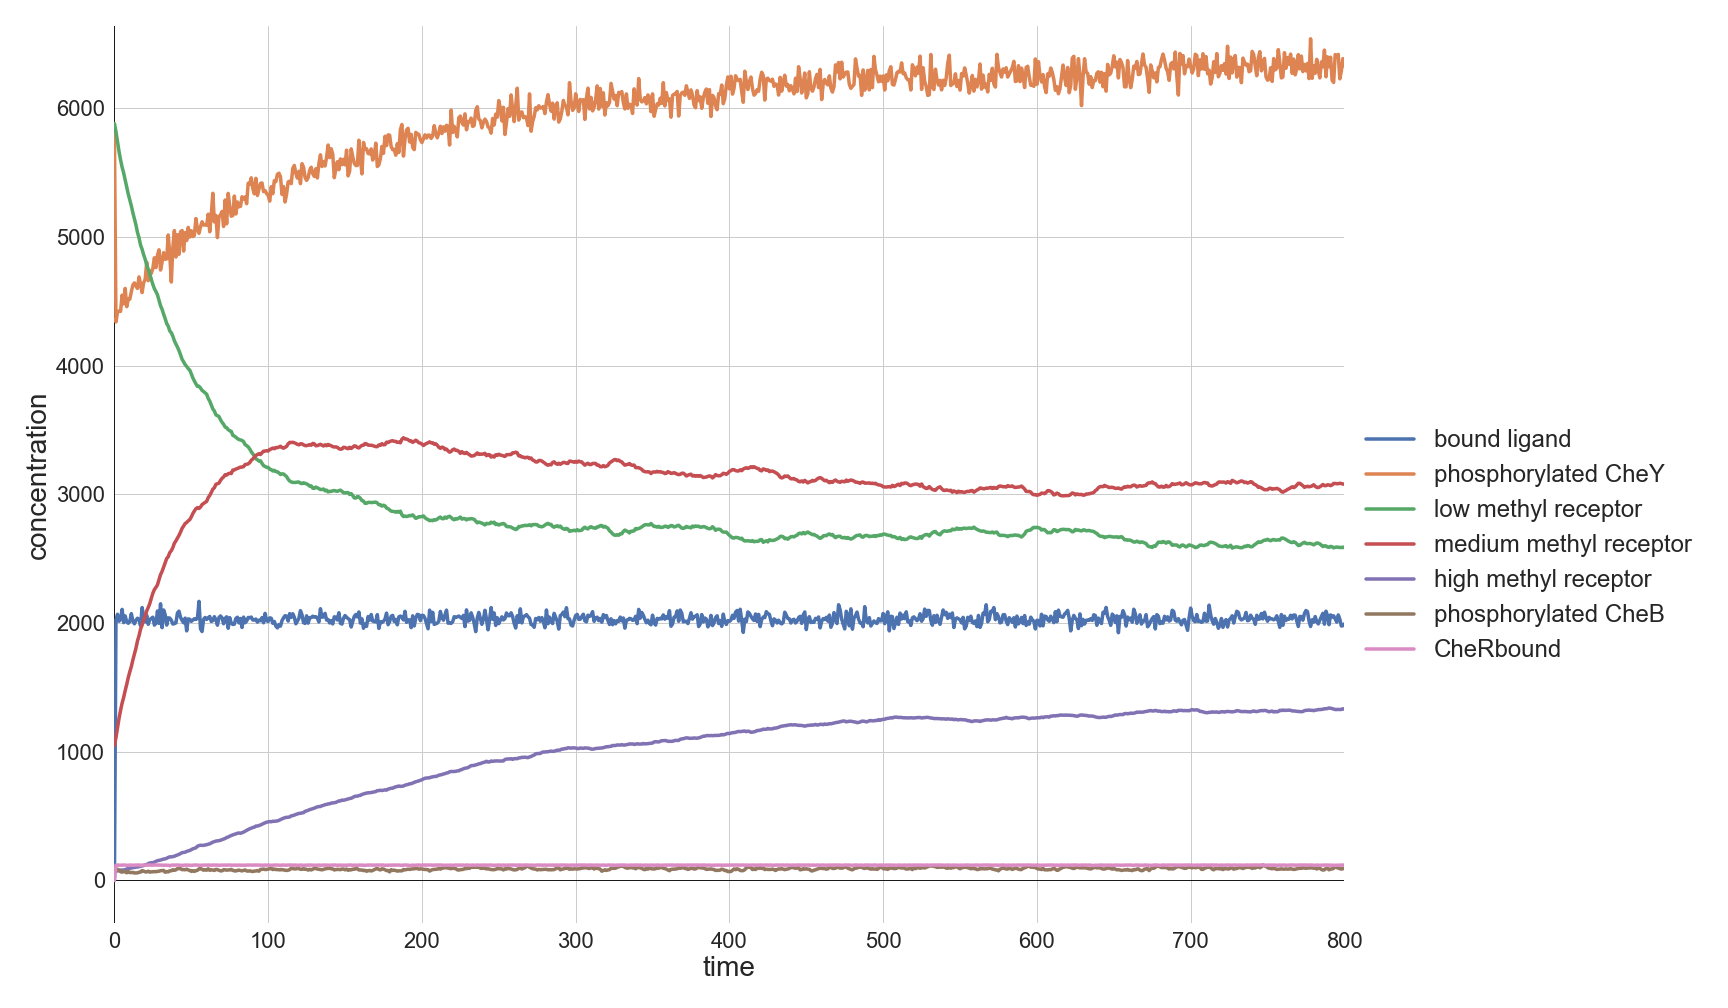 6000
5000
4000
3000
2000
1000
0
concentration
0 100 200 300 400 500 600 700 800
time
bound ligand
phosphorylated CheY
low methyl receptor
medium methyl receptor
high methyl receptor
phosphorylated CheB
CheRbound